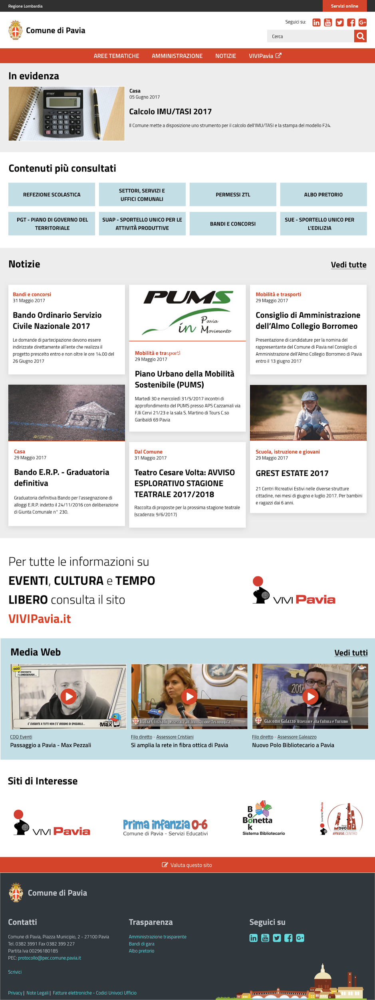 Regione Lombardia
Servizi online
Comune di Pavia
Seguici su:
Cerca
AREE TEMATICHE
AMMINISTRAZIONE
NOTIZIE
VIVIPavia
In evidenza
Casa
05 Gugno 2017
Calcolo IMU/TASI 2017
Il Comune mette a disposizione uno strumento per il calcolo dell'IMU/TASI e la stampa del modello F24.
Contenuti più consultati
REFEZIONE SCOLASTICA
SETTORI, SERVIZI E
UFFICI COMUNALI
PERMESSI ZTL
ALBO PRETORIO
PGT - PIANO DI GOVERNO DEL
TERRITORIALE
SUAP - SPORTELLO UNICO PER LE
ATTIVITÀ PRODUTTIVE
BANDI E CONCORSI
SUE - SPORTELLO UNICO PER
L'EDILIZIA
Notizie
Vedi tutte
Bandi e concorsi
31 Maggio 2017
Bando Ordinario Servizio
Civile Nazionale 2017
Le domande di partecipazione devono essere
indirizzate direttamente all'ente che realizza il
progetto prescelto entro e non oltre le ore 14.00 del
26 Giugno 2017
PUMS
Pavia
in Movimento
Mobilità e trasporti
29 Maggio 2017
Piano Urbano della Mobilità
Sostenibile (PUMS)
Martedì 30 e mercoledì 31/5/2017 incontri di
approfondimento del PUMS presso APS Cazzamali via
F.lli Cervi 21/23 e la sala S. Martino di Tours C.so
Garibaldi 69 Pavia
Mobilità e trasporti
29 Maggio 2017
Consiglio di Amministrazione
dell'Almo Collegio Borromeo
Presentazione di candidature per la nomina del
rappresentante del Comune di Pavia nel Consiglio di
Amministrazione dell'Almo Collegio Borromeo di Pavia
entro il 13 giugno 2017
Casa
29 Maggio 2017
Bando E.R.P. - Graduatoria
definitiva
Graduatoria definitiva Bando per l'assegnazione di
alloggi E.R.P. indetto il 24/11/2016 con deliberazione
di Giunta Comunale n° 230.
Dal Comune
31 Maggio 2017
Teatro Cesare Volta: AVVISO
ESPLORATIVO STAGIONE
TEATRALE 2017/2018
Raccolta di proposte per la prossima stagione teatrale
(scadenza: 9/6/2017)
Scuola, istruzione e giovani
29 Maggio 2017
GREST ESTATE 2017
21 Centri Ricreativi Estivi nelle diverse strutture
cittadine, nei mesi di giugno e luglio 2017. Per bambini
e ragazzi dai 6 anni.
Per tutte le informazioni su
EVENTI, CULTURA e TEMPO
LIBERO consulta il sito
VIVIPavia.it
VIVI Pavia
Media Web
Vedi tutti
VI RACCONTO
I LONGOBARDI...
E' EVIDENTE A TUTTI NON C'E' BISOGNO DI SPIEGARLO...
Pavia
Max
Ilaria Cristiani Assessore all'Innovazione Tecnologica,
Palio del Ticino
2017
Giacomo Galazzo Assessore alla Cultura e Turismo
CDQ Eventi
Passaggio a Pavia - Max Pezzali
Filo diretto - Assessore Cristiani
Si amplia la rete in fibra ottica di Pavia
Filo diretto - Assessore Galeazzo
Nuovo Polo Bibliotecario a Pavia
Siti di Interesse
VIVI Pavia
Prima infanzia 0-6
Comune di Pavia - Servizi Educativi
Book
Bonetta
Sistema Bibliotecario
SAPERE Pavia
Pavia
DUC
#PAVIALCENTRO
Valuta questo sito
Comune di Pavia
Contatti
Comune di Pavia, Piazza Municipio, 2 - 27100 Pavia
Tel. 0382 3991 Fax 0382 399 227
Partita Iva 00296180185
PEC: protocollo@pec.comune.pavia.it
Scrivici
Trasparenza
Amministrazione trasparente
Bandi di gara
Albo pretorio
Seguici su
Privacy | Note Legali | Fatture elettroniche - Codici Univoci Ufficio